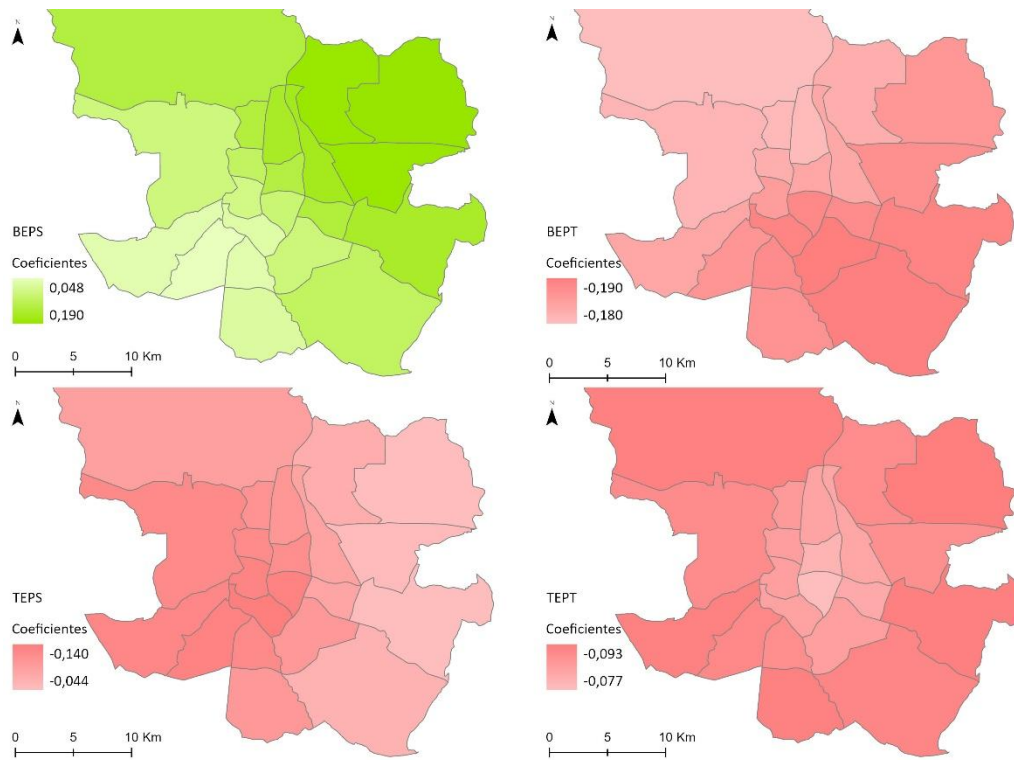 N
BEPS
Coeficientes
0,048
0,190
0 5 10 Km
N
BEPT
Coeficientes
-0,190
-0,180
0 5 10 Km
N
TEPS
Coeficientes
-0,140
-0,044
0 5 10 Km
N
TEPT
Coeficientes
-0,093
-0,077
0 5 10 Km